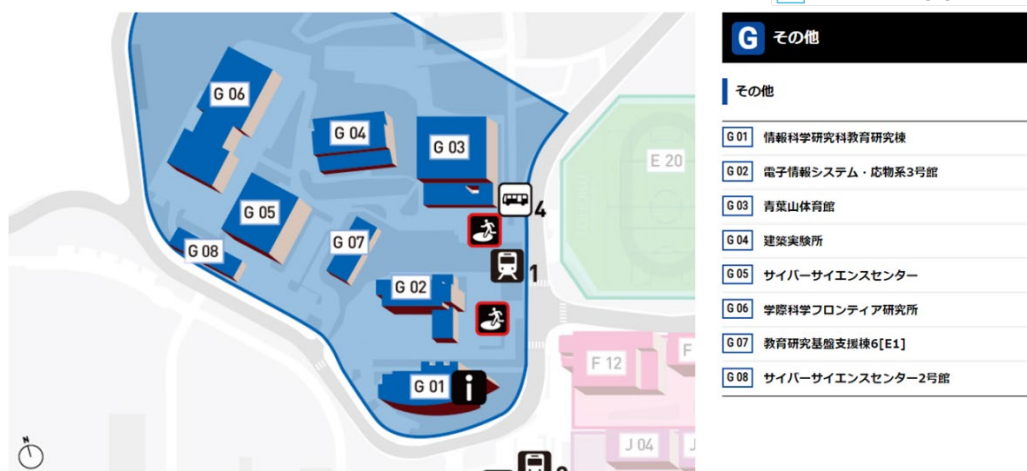 G その他
その他
G 01 情報科学研究科教育研究棟
G 02 電子情報システム・応物系3号館
G 03 青葉山体育館
G 04 建築実験所
G 05 サイバーサイエンスセンター
G 06 学際科学フロンティア研究所
G 07 教育研究基盤支援棟6[E1]
G 08 サイバーサイエンスセンター2号館
G 06
G 04
G 03
E 20
4
G 05
G 07
G 08
1
G 02
F 12
F
G 01 i
J 04
J
N